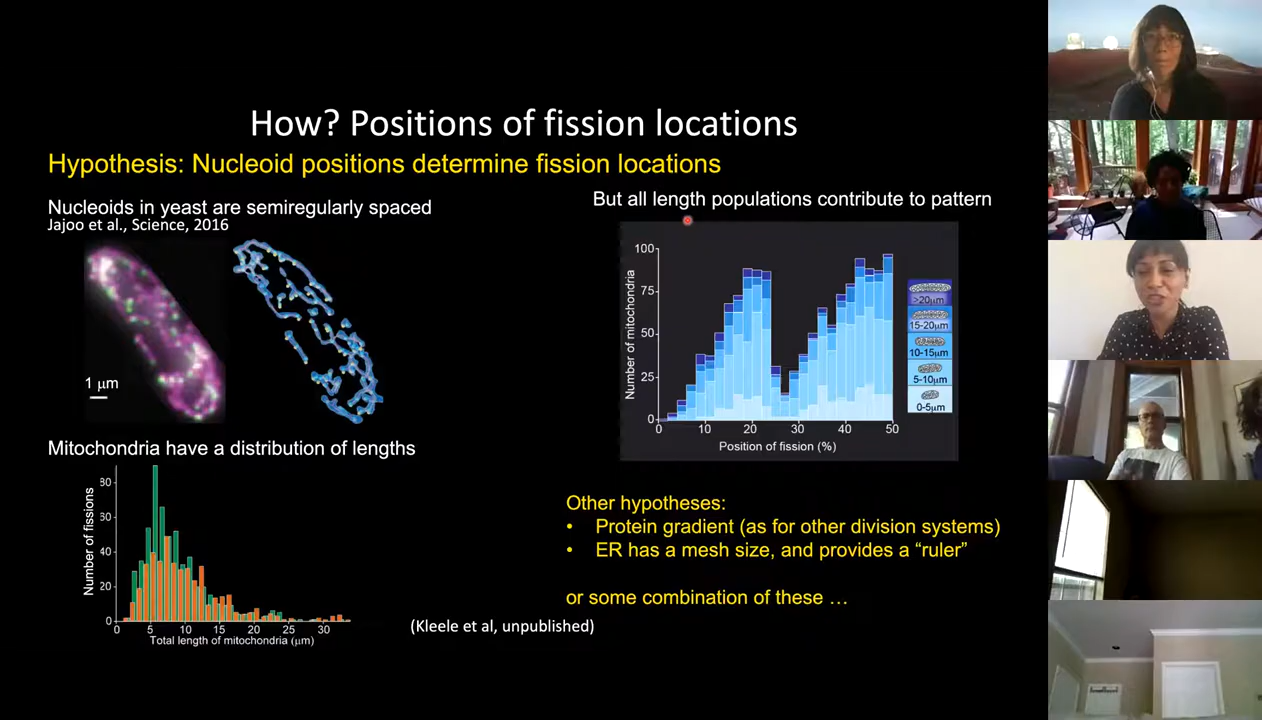 How? Positions of fission locations
Hypothesis: Nucleoid positions determine fission locations
Nucleoids in yeast are semiregularly spaced
Jajoo et al., Science, 2016
1 μm
Mitochondria have a distribution of lengths
Number of fissions
80
60
40
20
0
0 5 10 15 20 25 30
Total length of mitochondria (μm)
(Kleele et al, unpublished)
But all length populations contribute to pattern
Number of mitochondria
100
75
50
25
0
0 10 20 30 40 50
Position of fission (%)
>20μm
15-20μm
10-15μm
5-10μm
0-5μm
Other hypotheses:
• Protein gradient (as for other division systems)
• ER has a mesh size, and provides a “ruler”
or some combination of these …